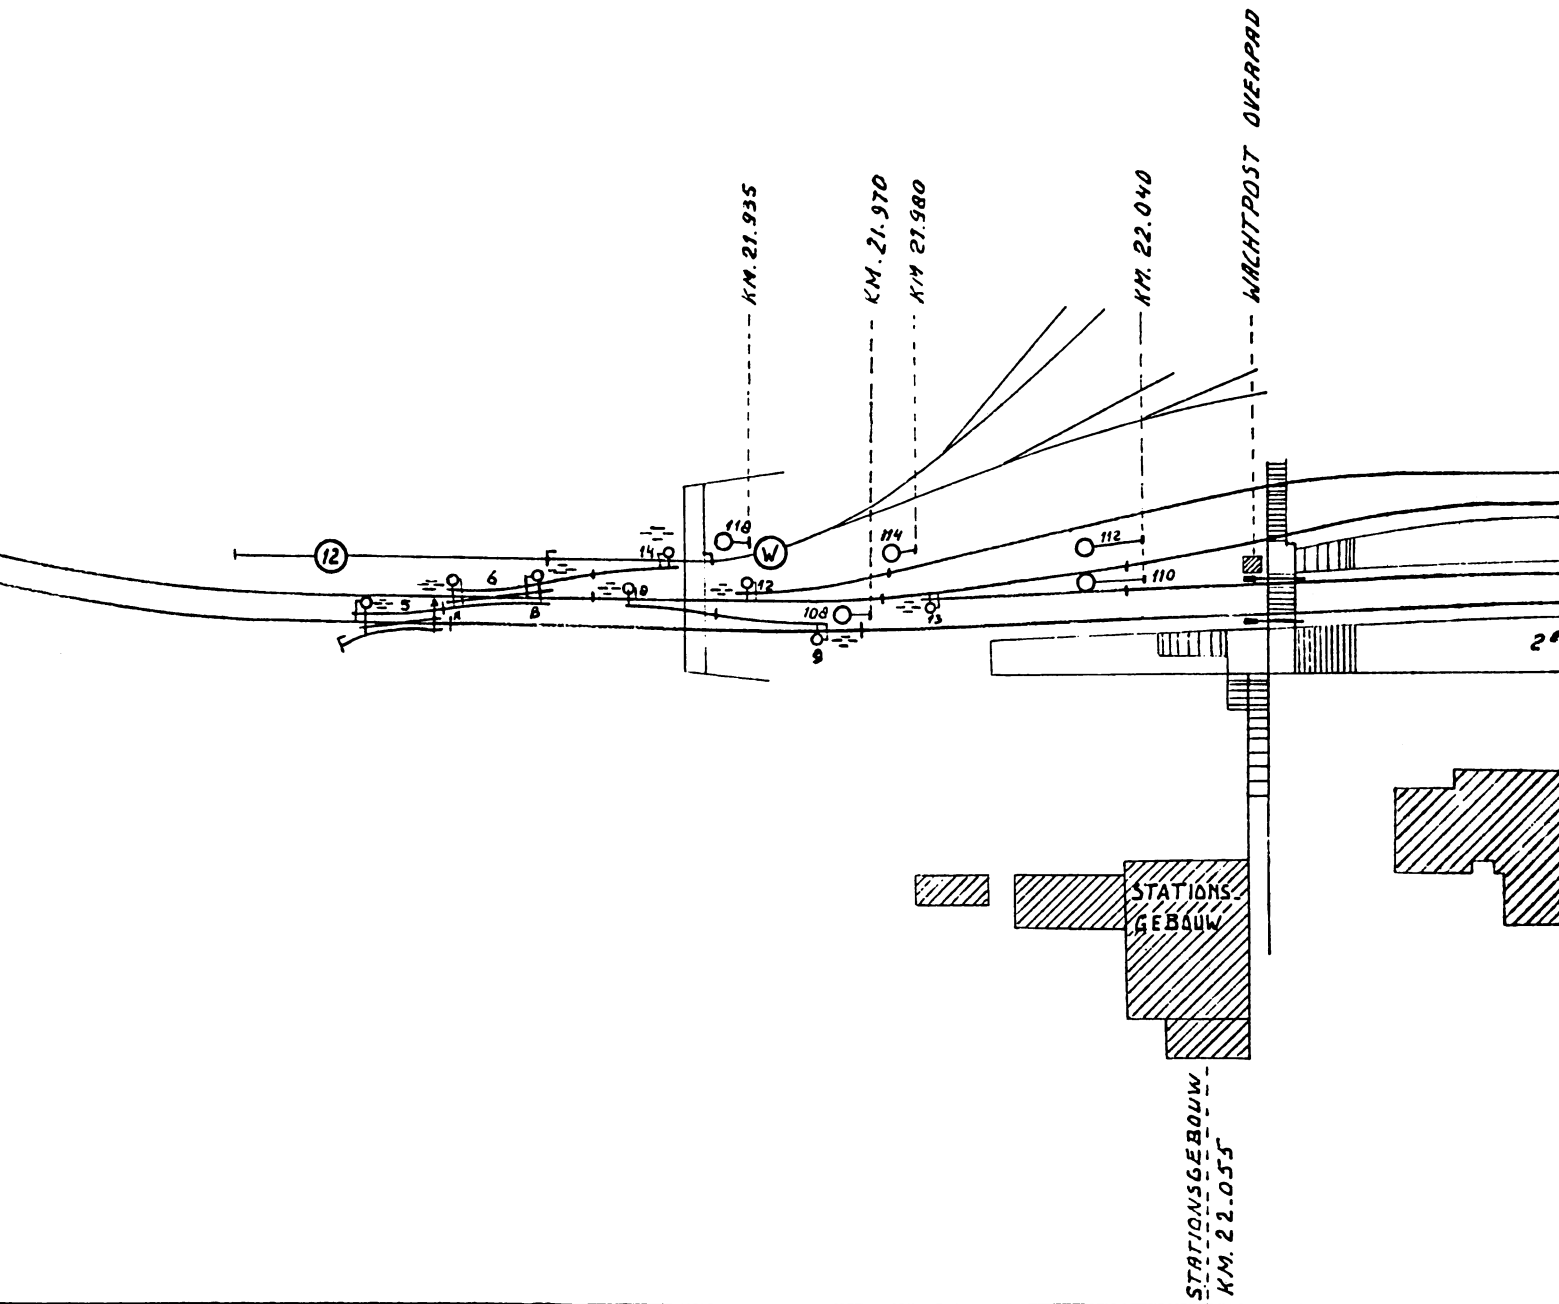 KM. 21.935
KM. 21.970
KM 21.980
KM. 22.040
WACHTPOST OVERPAD
118
W
114
112
110
12
14
6
5
A
B
9
12
108
13
9
STATIONS-
GEBOUW
STATIONSGEBOUW
KM. 22.055